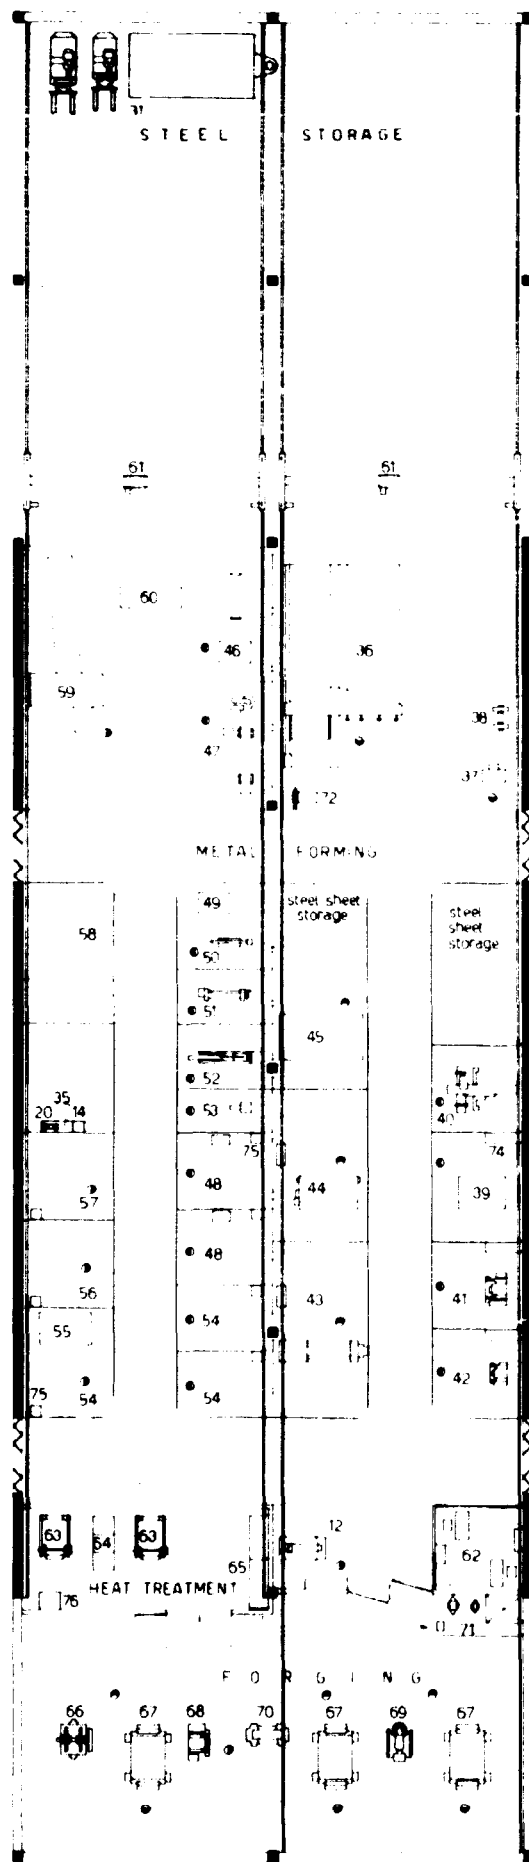 31
STEEL STORAGE
61 61
60
46 36
59
38
47
37
72
METAL FORMING
49 steel sheet
storage
58 steel
sheet
storage
50
51
45
52
35
20 14 53 40
75 74
48 44 39
57
48
56 43 41
55 54
42
75 54 54
63 64 63 12
65 62
HEAT TREATMENT
76 21
FORGING
66 67 68 70 67 69 67